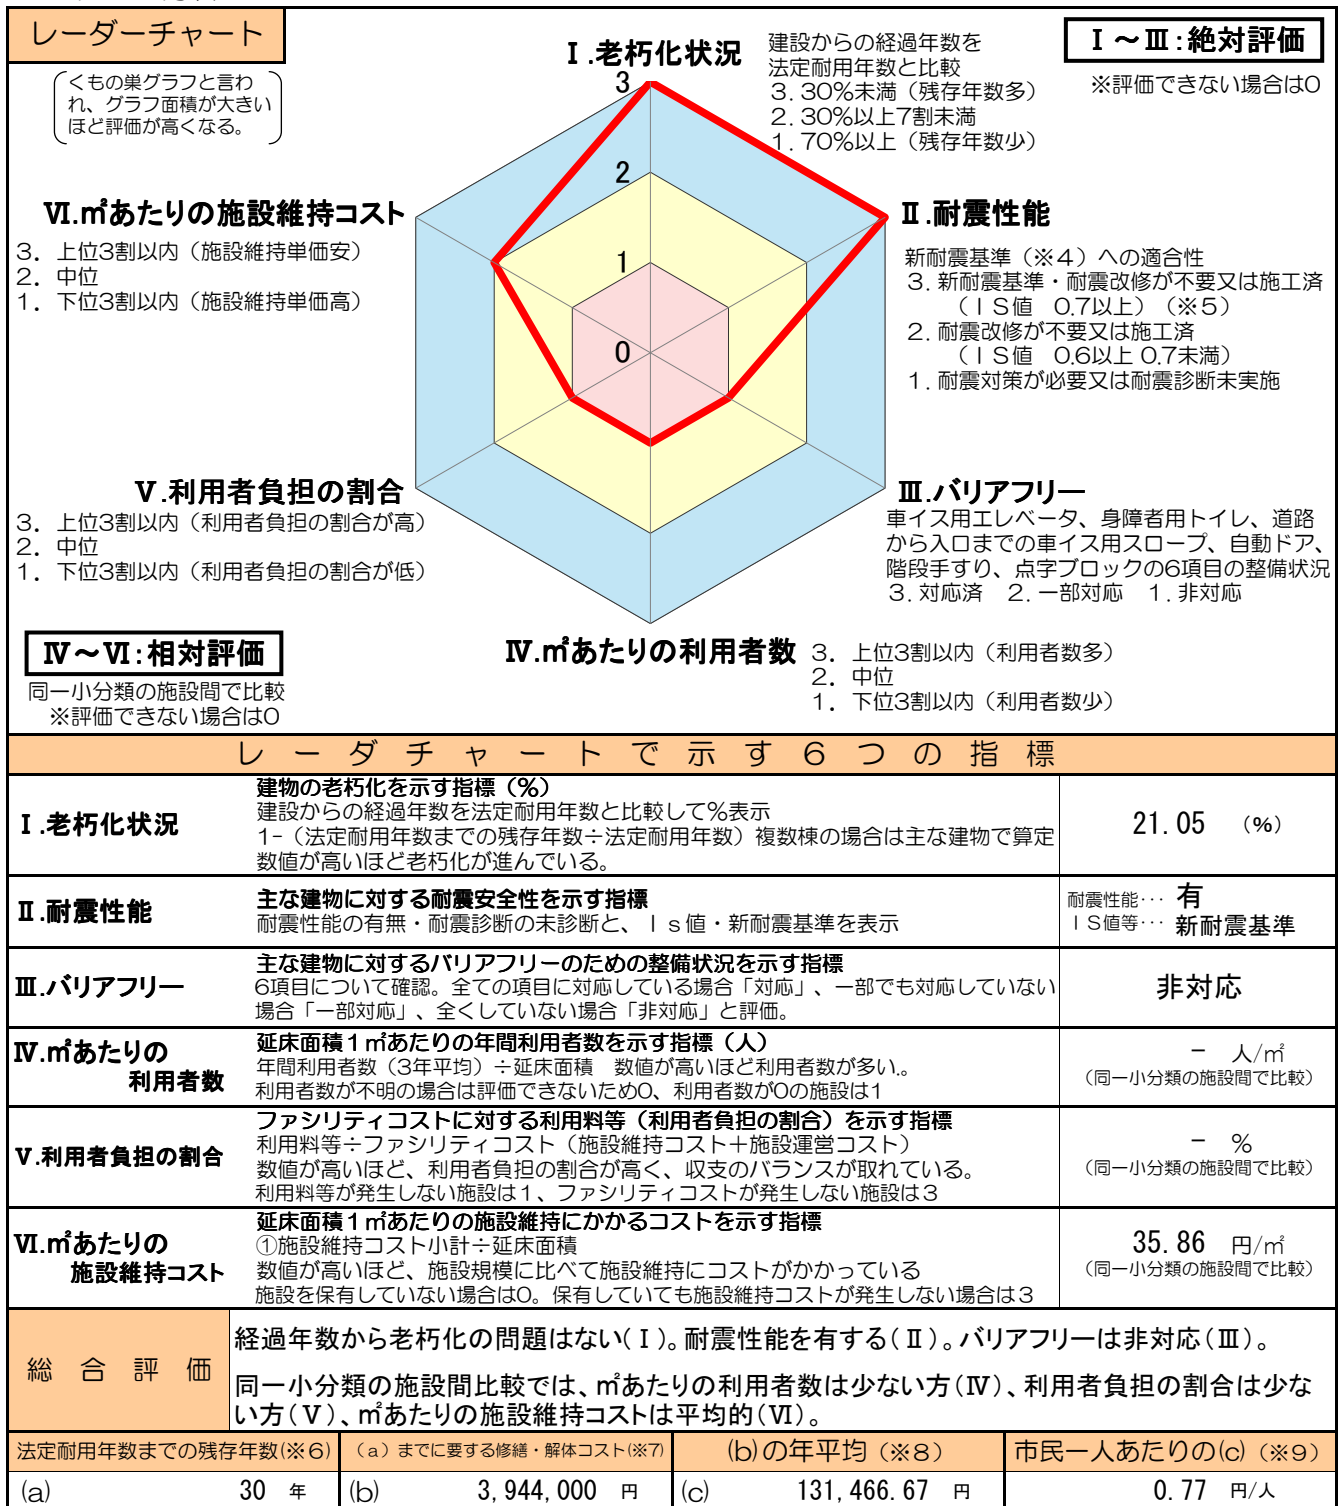 レーダーチャート
くもの巣グラフと言わ
れ、グラフ面積が大きい
ほど評価が高くなる。
Ⅰ～Ⅲ:絶対評価
※評価できない場合は0
Ⅰ.老朽化状況
建設からの経過年数を
法定耐用年数と比較
3. 30%未満（残存年数多）
2. 30%以上7割未満
1. 70%以上（残存年数少）
3
2
1
0
Ⅱ.耐震性能
新耐震基準（※4）への適合性
3. 新耐震基準・耐震改修が不要又は施工済
（ＩＳ値　0.7以上）（※5）
2. 耐震改修が不要又は施工済
（ＩＳ値　0.6以上 0.7未満）
1. 耐震対策が必要又は耐震診断未実施
Ⅵ.㎡あたりの施設維持コスト
3．上位3割以内（施設維持単価安）
2．中位
1．下位3割以内（施設維持単価高）
Ⅴ.利用者負担の割合
3．上位3割以内（利用者負担の割合が高）
2．中位
1．下位3割以内（利用者負担の割合が低）
Ⅲ.バリアフリー
車イス用エレベータ、身障者用トイレ、道路
から入口までの車イス用スロープ、自動ドア、
階段手すり、点字ブロックの6項目の整備状況
3. 対応済　2. 一部対応　1. 非対応
Ⅳ.㎡あたりの利用者数
3．上位3割以内（利用者数多）
2．中位
1．下位3割以内（利用者数少）
Ⅳ～Ⅵ:相対評価
同一小分類の施設間で比較
※評価できない場合は0
レーダチャートで示す6つの指標
Ⅰ.老朽化状況
建物の老朽化を示す指標（%）
建設からの経過年数を法定耐用年数と比較して%表示
1-（法定耐用年数までの残存年数÷法定耐用年数）複数棟の場合は主な建物で算定
数値が高いほど老朽化が進んでいる。
21.05 （%）
Ⅱ.耐震性能
主な建物に対する耐震安全性を示す指標
耐震性能の有無・耐震診断の未診断と、Ｉｓ値・新耐震基準を表示
耐震性能･･･ 有
ＩＳ値等･･･ 新耐震基準
Ⅲ.バリアフリー
主な建物に対するバリアフリーのための整備状況を示す指標
6項目について確認。全ての項目に対応している場合「対応」、一部でも対応していない
場合「一部対応」、全くしていない場合「非対応」と評価。
非対応
Ⅳ.㎡あたりの
利用者数
延床面積１㎡あたりの年間利用者数を示す指標（人）
年間利用者数（3年平均）÷延床面積　数値が高いほど利用者数が多い。
利用者数が不明の場合は評価できないため0、利用者数が0の施設は1
－ 人/㎡
（同一小分類の施設間で比較）
Ⅴ.利用者負担の割合
ファシリティコストに対する利用料等（利用者負担の割合）を示す指標
利用料等÷ファシリティコスト（施設維持コスト＋施設運営コスト）
数値が高いほど、利用者負担の割合が高く、収支のバランスが取れている。
利用料等が発生しない施設は１、ファシリティコストが発生しない施設は３
－ %
（同一小分類の施設間で比較）
Ⅵ.㎡あたりの
施設維持コスト
延床面積１㎡あたりの施設維持にかかるコストを示す指標
①施設維持コスト小計÷延床面積
数値が高いほど、施設規模に比べて施設維持にコストがかかっている
施設を保有していない場合は0。保有していても施設維持コストが発生しない場合は３
35.86 円/㎡
（同一小分類の施設間で比較）
総合評価
経過年数から老朽化の問題はない(Ⅰ)。耐震性能を有する(Ⅱ)。バリアフリーは非対応(Ⅲ)。
同一小分類の施設間比較では、㎡あたりの利用者数は少ない方(Ⅳ)、利用者負担の割合は少な
い方(Ⅴ)、㎡あたりの施設維持コストは平均的(Ⅵ)。
法定耐用年数までの残存年数(※6)
（a）までに要する修繕・解体コスト(※7)
(b)の年平均（※8）
市民一人あたりの(c)（※9）
(a) 30 年
(b) 3,944,000 円
(c) 131,466.67 円
0.77 円/人